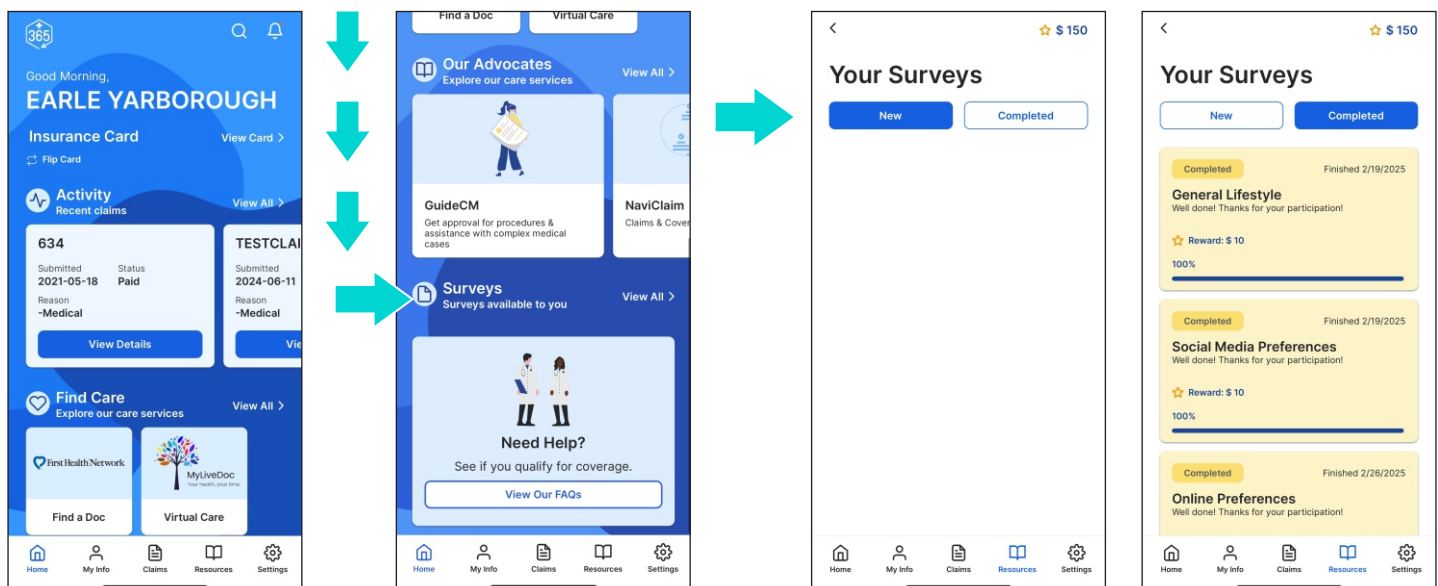 365
Good Morning,
EARLE YARBOROUGH
Insurance Card
View Card >
Flip Card
Activity
Recent claims
View All >
634
Submitted
Status
2021-05-18
Paid
Reason
-Medical
View Details
TESTCLAI
Submitted
2024-06-11
Reason
-Medical
Vie
Find Care
Explore our care services
View All >
First Health Network
MyLiveDoc
Your health, your time
Find a Doc
Virtual Care
Home
My Info
Claims
Resources
Settings
Find a Doc
Virtual Care
Our Advocates
Explore our care services
View All >
GuideCM
Get approval for procedures &
assistance with complex medical
cases
NaviClaim
Claims & Cover
Surveys
Surveys available to you
View All >
Need Help?
See if you qualify for coverage.
View Our FAQs
Home
My Info
Claims
Resources
Settings
$ 150
Your Surveys
New
Completed
Home
My Info
Claims
Resources
Settings
$ 150
Your Surveys
New
Completed
Completed
Finished 2/19/2025
General Lifestyle
Well done! Thanks for your participation!
Reward: $ 10
100%
Completed
Finished 2/19/2025
Social Media Preferences
Well done! Thanks for your participation!
Reward: $ 10
100%
Completed
Finished 2/26/2025
Online Preferences
Well done! Thanks for your participation!
Home
My Info
Claims
Resources
Settings